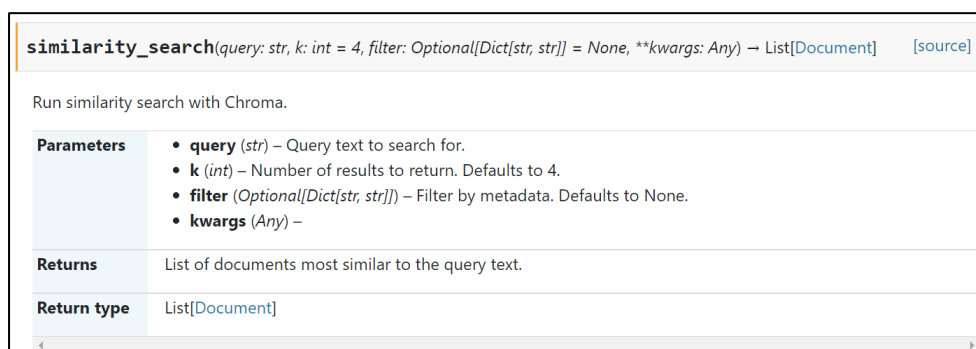 similarity_search(query: str, k: int = 4, filter: Optional[Dict[str, str]] = None, **kwargs: Any) → List[Document] [source]
Run similarity search with Chroma.
Parameters
• query (str) – Query text to search for.
• k (int) – Number of results to return. Defaults to 4.
• filter (Optional[Dict[str, str]]) – Filter by metadata. Defaults to None.
• kwargs (Any) –
Returns List of documents most similar to the query text.
Return type List[Document]